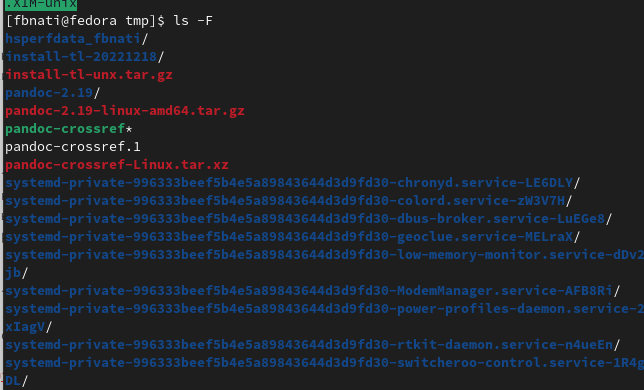 .XIM-unix
[fbnati@fedora tmp]$ ls -F
hsperfdata_fbnati/
install-tl-20221218/
install-tl-unx.tar.gz
pandoc-2.19/
pandoc-2.19-linux-amd64.tar.gz
pandoc-crossref*
pandoc-crossref.1
pandoc-crossref-Linux.tar.xz
systemd-private-996333beef5b4e5a89843644d3d9fd30-chronyd.service-LE6DLY/
systemd-private-996333beef5b4e5a89843644d3d9fd30-colord.service-zW3V7H/
systemd-private-996333beef5b4e5a89843644d3d9fd30-dbus-broker.service-LuEGe8/
systemd-private-996333beef5b4e5a89843644d3d9fd30-geoclue.service-MELraX/
systemd-private-996333beef5b4e5a89843644d3d9fd30-low-memory-monitor.service-dDv2
jb/
systemd-private-996333beef5b4e5a89843644d3d9fd30-ModemManager.service-AFB8Ri/
systemd-private-996333beef5b4e5a89843644d3d9fd30-power-profiles-daemon.service-2
xIagV/
systemd-private-996333beef5b4e5a89843644d3d9fd30-rtkit-daemon.service-n4ueEn/
systemd-private-996333beef5b4e5a89843644d3d9fd30-switcheroo-control.service-1R4g
DL/